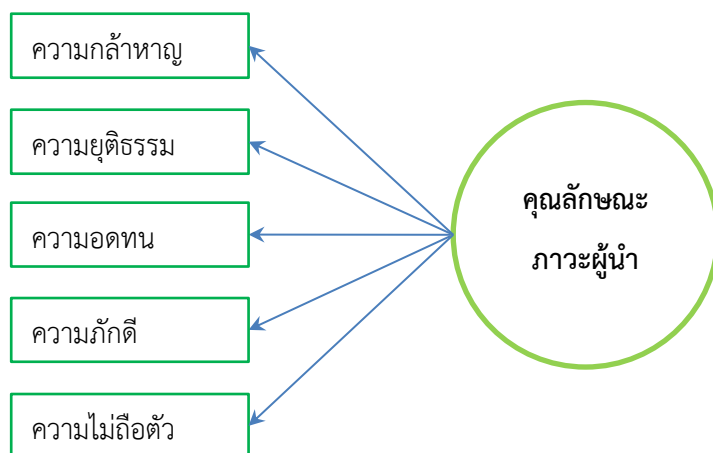 ความกล้าหาญ
ความยุติธรรม
ความอดทน
ความภักดี
ความไม่ถือตัว
คุณลักษณะ
ภาวะผู้นำ